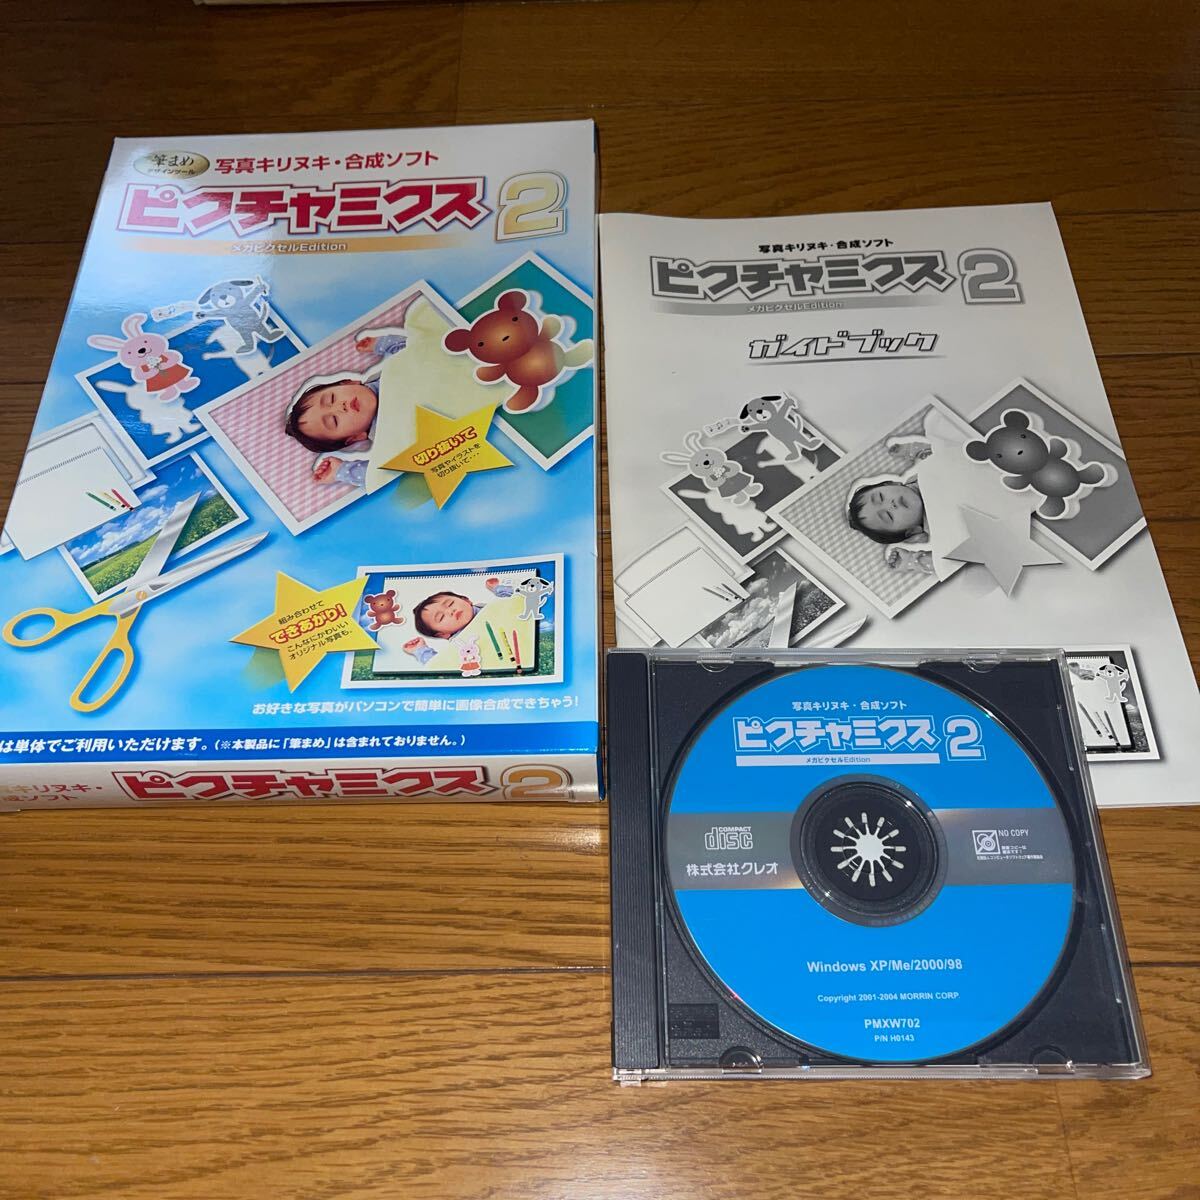 筆まめ
デザインツール
写真キリヌキ・合成ソフト
ピクチャミクス 2
メガピクセルEdition
切り抜いて
写真やイラストを
切り抜いて・・・
組み合わせて
できあがり!
こんなにかわいい
オリジナル写真も。
お好きな写真がパソコンで簡単に画像合成できちゃう!
は単体でご利用いただけます。(※本製品に「筆まめ」は含まれておりません。)
真キリヌキ・
成ソフト
ピクチャミクス 2
写真キリヌキ・合成ソフト
ピクチャミクス 2
メガピクセルEdition
ガイドブック
写真キリヌキ・合成ソフト
ピクチャミクス 2
メガピクセルEdition
COMPACT
disc
株式会社クレオ
NO COPY
無断コピーは
違法です!
Windows XP/Me/2000/98
Copyright 2001-2004 MORRIN CORP.
PMXW702
P/N H0143